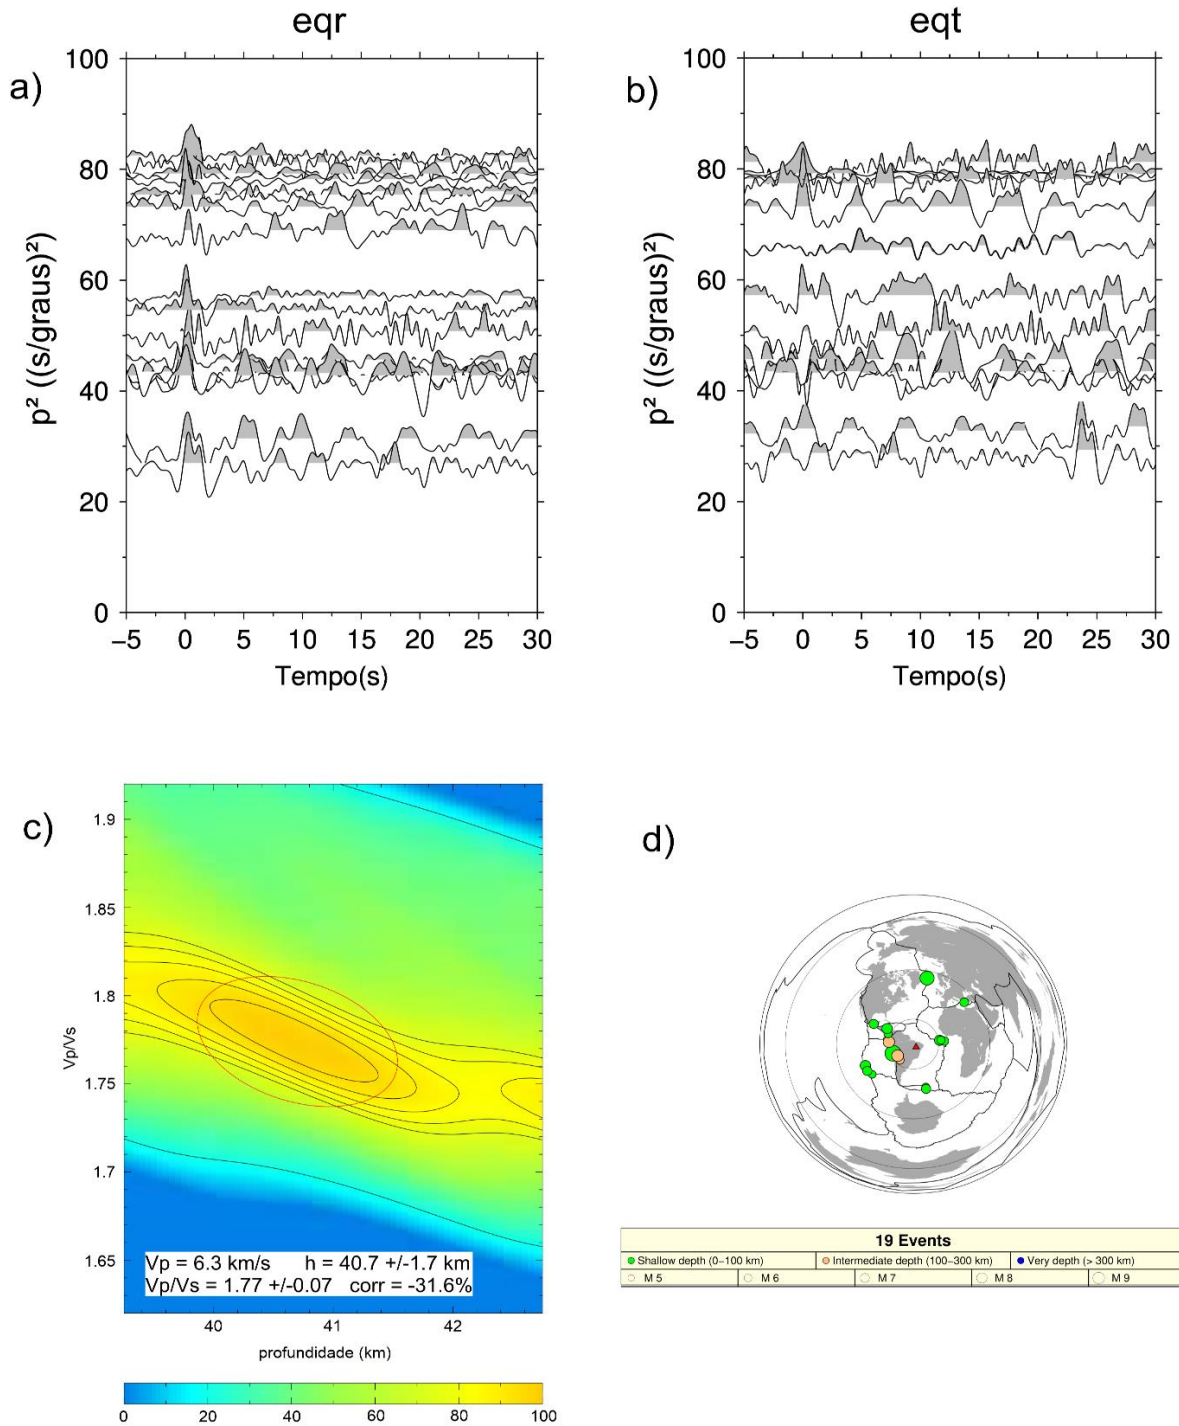 eqr
eqt
a)
b)
100
80
60
40
20
0
p² ((s/graus)²)
−5 0 5 10 15 20 25 30
Tempo(s)
100
80
60
40
20
0
p² ((s/graus)²)
−5 0 5 10 15 20 25 30
Tempo(s)
c)
1.9
1.85
1.8
1.75
1.7
1.65
Vp/Vs
Vp = 6.3 km/s h = 40.7 +/-1.7 km
Vp/Vs = 1.77 +/-0.07 corr = -31.6%
40 41 42
profundidade (km)
0 20 40 60 80 100
d)
19 Events
Shallow depth (0−100 km) Intermediate depth (100−300 km) Very depth (> 300 km)
M 5 M 6 M 7 M 8 M 9